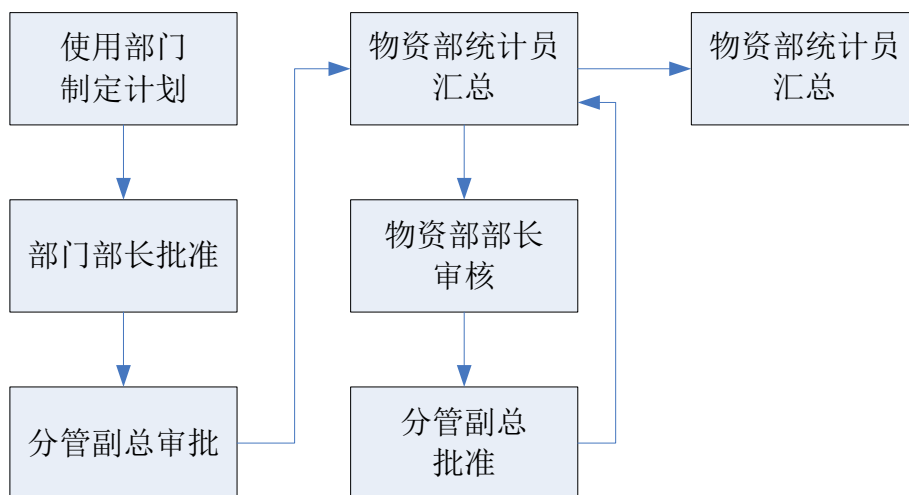 使用部门
制定计划
部门部长批准
分管副总审批
物资部统计员
汇总
物资部部长
审核
分管副总
批准
物资部统计员
汇总